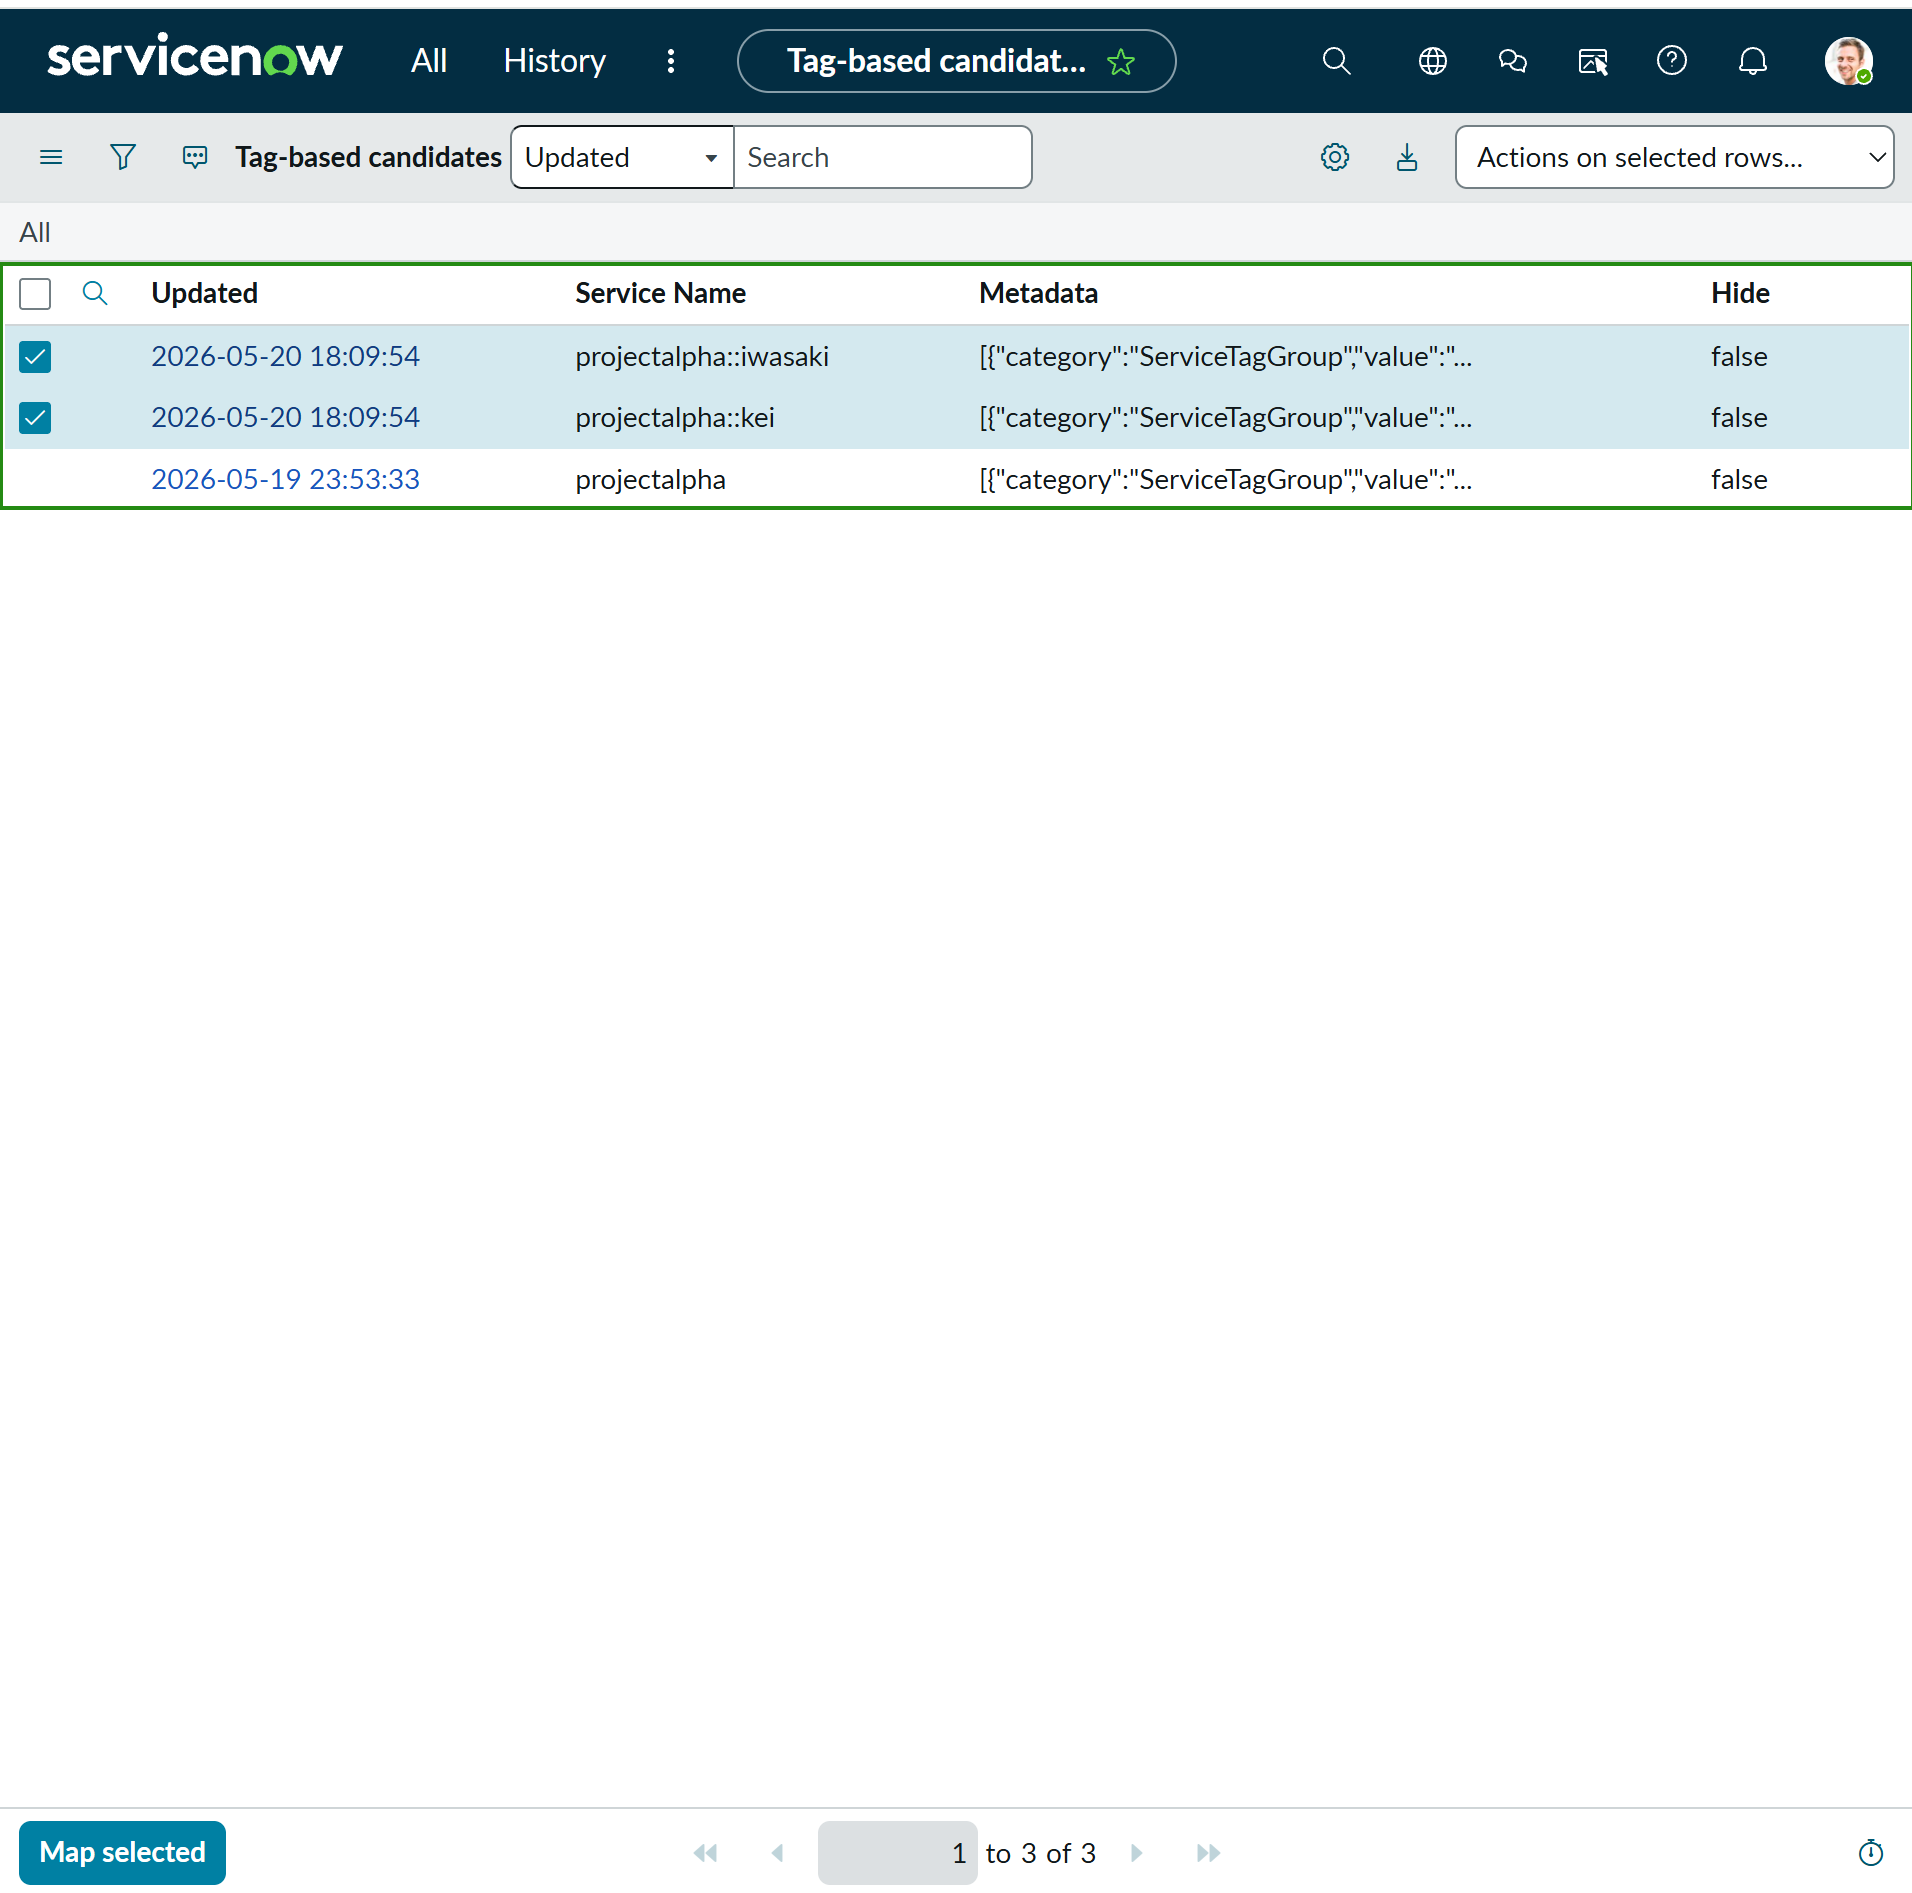 servicenow All History Tag-based candidat...
Tag-based candidates Updated Search Actions on selected rows...
All
Updated Service Name Metadata Hide
2026-05-20 18:09:54 projectalpha::iwasaki [{"category":"ServiceTagGroup","value":"... false
2026-05-20 18:09:54 projectalpha::kei [{"category":"ServiceTagGroup","value":"... false
2026-05-19 23:53:33 projectalpha [{"category":"ServiceTagGroup","value":"... false
Map selected 1 to 3 of 3